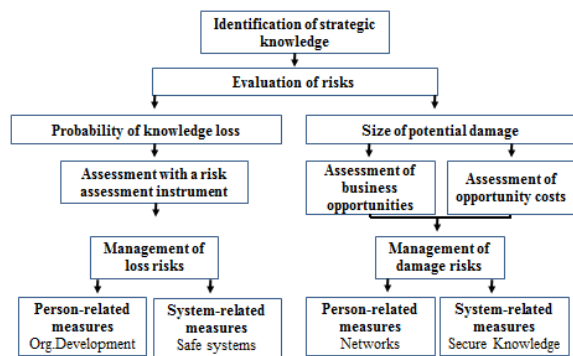 Identification of strategic
knowledge
Evaluation of risks
Probability of knowledge loss
Size of potential damage
Assessment with a risk
assessment instrument
Assessment of
business
opportunities
Assessment of
opportunity costs
Management of
loss risks
Management of
damage risks
Person-related
measures
Org.Development
System-related
measures
Safe systems
Person-related
measures
Networks
System-related
measures
Secure Knowledge